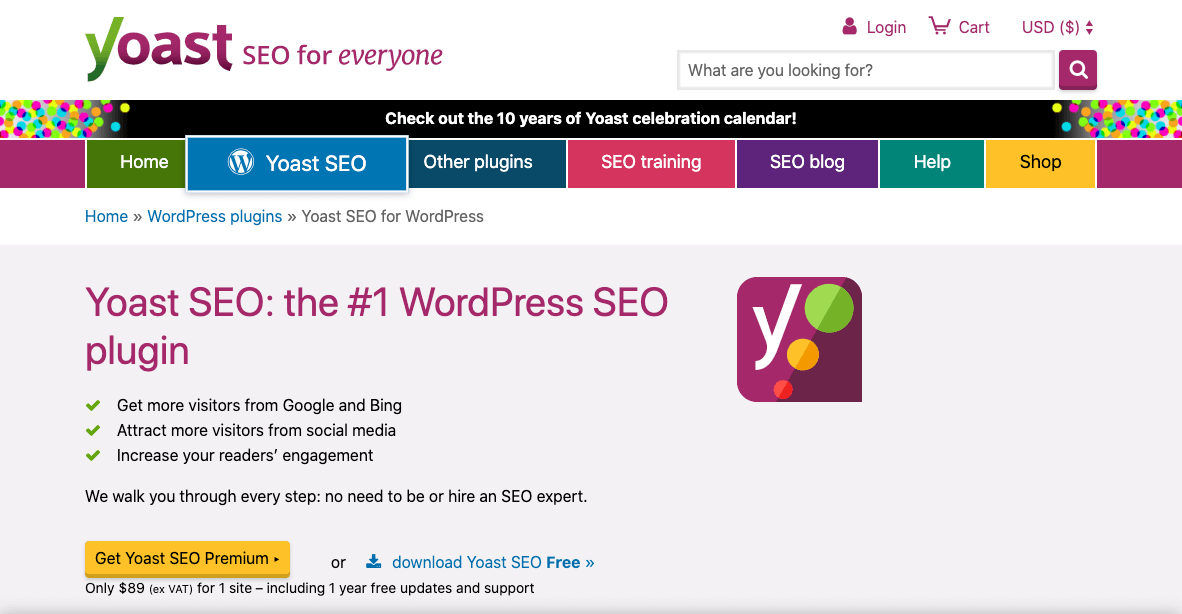 yoast SEO for everyone
Login Cart USD ($)
What are you looking for?
Check out the 10 years of Yoast celebration calendar!
Home Yoast SEO Other plugins SEO training SEO blog Help Shop
Home » WordPress plugins » Yoast SEO for WordPress
Yoast SEO: the #1 WordPress SEO
plugin
y
Get more visitors from Google and Bing
Attract more visitors from social media
Increase your readers’ engagement
We walk you through every step: no need to be or hire an SEO expert.
Get Yoast SEO Premium ▸ or download Yoast SEO Free »
Only $89 (ex VAT) for 1 site – including 1 year free updates and support